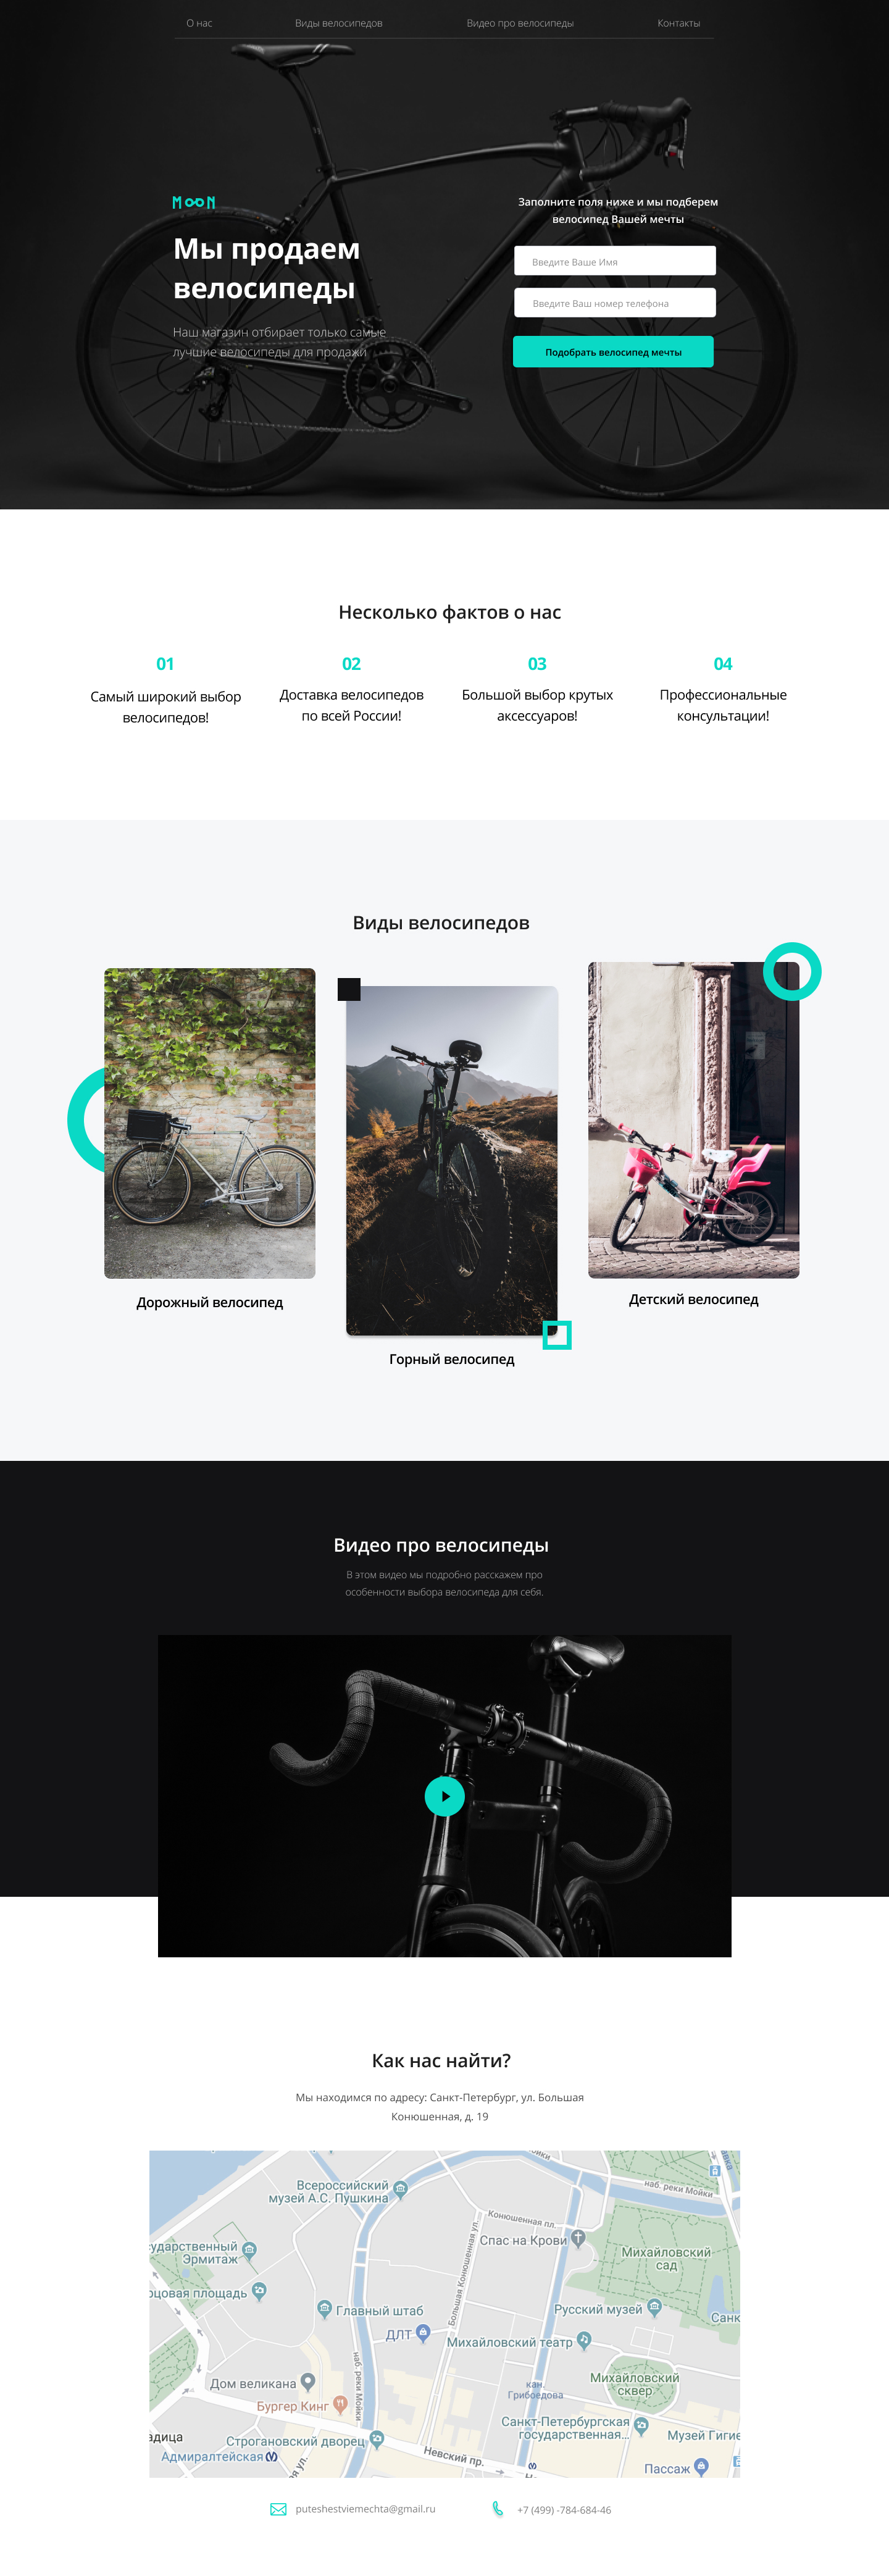 О нас
Виды велосипедов
Видео про велосипеды
Контакты
MOON
Мы продаем
велосипеды
Наш магазин отбирает только самые
лучшие велосипеды для продажи
Заполните поля ниже и мы подберем
велосипед Вашей мечты
Введите Ваше Имя
Введите Ваш номер телефона
Подобрать велосипед мечты
Несколько фактов о нас
01
Самый широкий выбор
велосипедов!
02
Доставка велосипедов
по всей России!
03
Большой выбор крутых
аксессуаров!
04
Профессиональные
консультации!
Виды велосипедов
Дорожный велосипед
Горный велосипед
Детский велосипед
Видео про велосипеды
В этом видео мы подробно расскажем про
особенности выбора велосипеда для себя.
Как нас найти?
Мы находимся по адресу: Санкт-Петербург, ул. Большая
Конюшенная, д. 19
Всероссийский
музей А.С. Пушкина
наб. реки Мойки
Конюшенная пл.
Спас на Крови
Михайловский
сад
сударственный
Эрмитаж
рцовая площадь
Большая Конюшенная ул.
Главный штаб
Русский музей
Санк
ДЛТ
Михайловский театр
Дом великана
наб. реки Мойки
кан.
Грибоедова
Михайловский
сквер
Бургер Кинг
Санкт-Петербургская
государственная...
Музей Гигие
адица
Строгановский дворец
Адмиралтейская
Невский пр.
Пассаж
puteshestviemechta@gmail.ru
+7 (499) -784-684-46